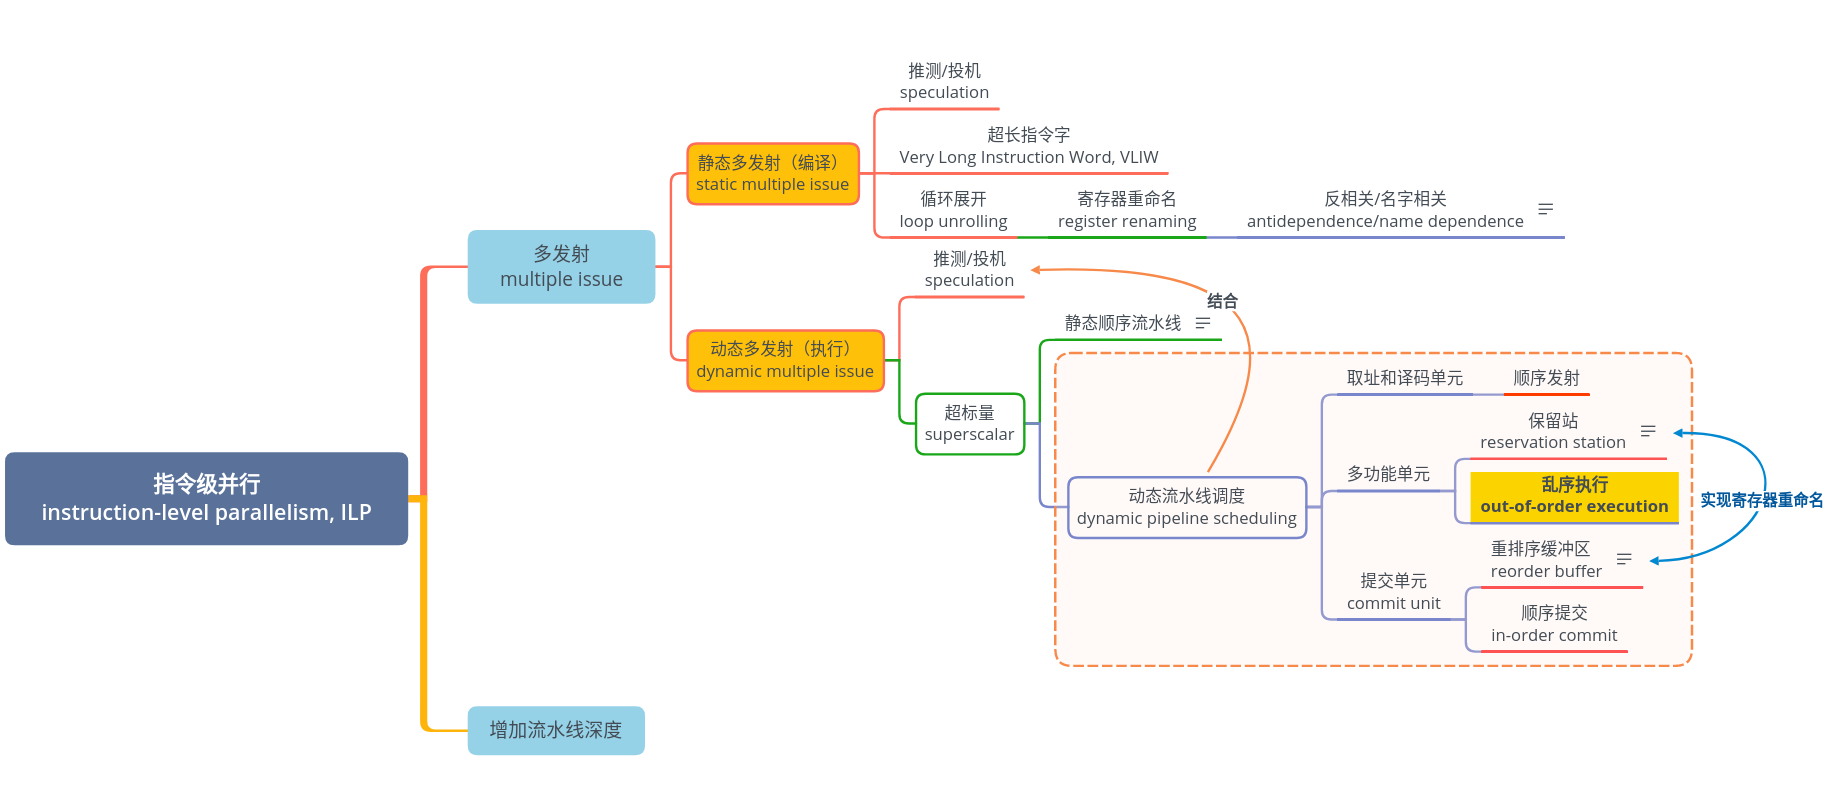 推测/投机
speculation
超长指令字
Very Long Instruction Word, VLIW
静态多发射（编译）
static multiple issue
循环展开
loop unrolling
寄存器重命名
register renaming
反相关/名字相关
antidependence/name dependence
多发射
multiple issue
推测/投机
speculation
结合
静态顺序流水线
动态多发射（执行）
dynamic multiple issue
超标量
superscalar
取址和译码单元
顺序发射
保留站
reservation station
多功能单元
乱序执行
out-of-order execution
实现寄存器重命名
动态流水线调度
dynamic pipeline scheduling
重排序缓冲区
reorder buffer
提交单元
commit unit
顺序提交
in-order commit
指令级并行
instruction-level parallelism, ILP
增加流水线深度